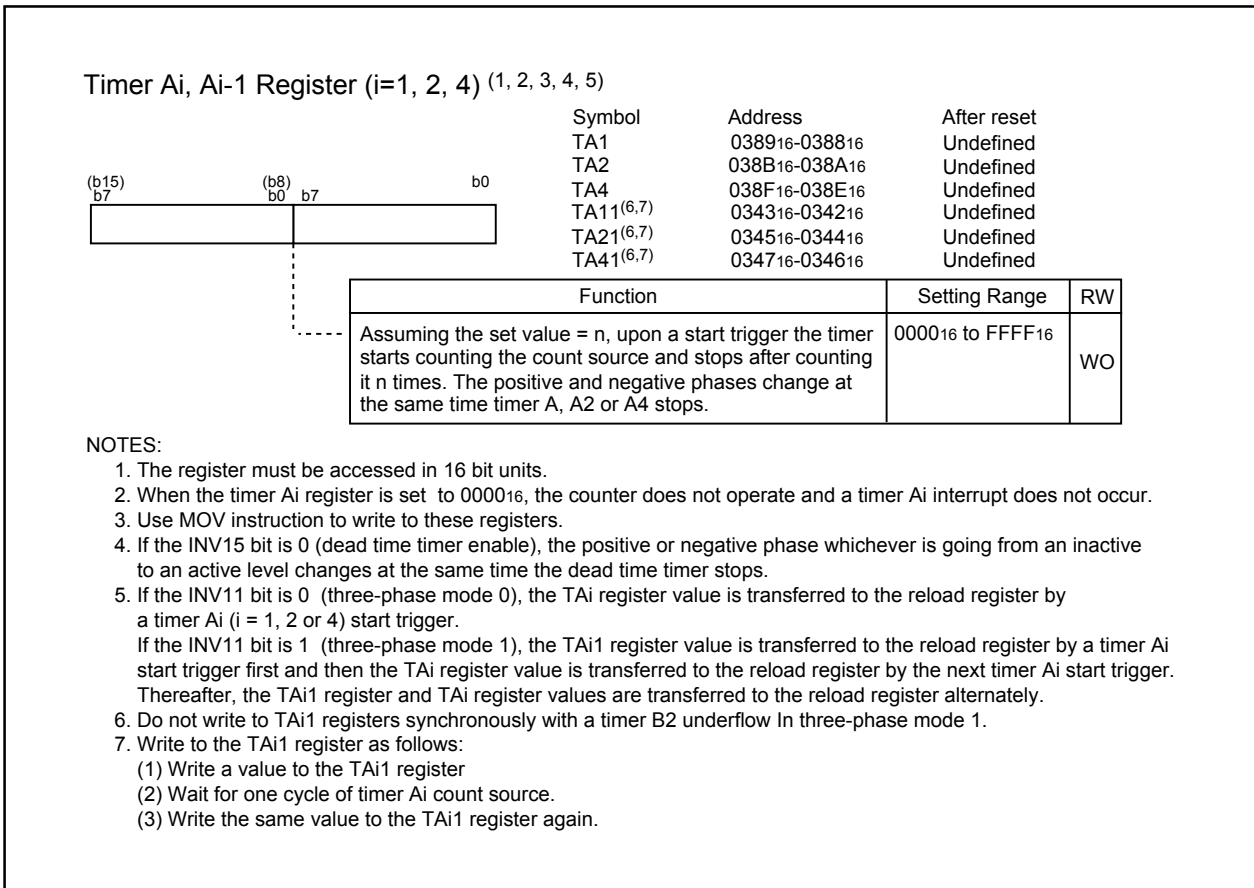 Timer Ai, Ai-1 Register (i=1, 2, 4) (1, 2, 3, 4, 5)
Symbol Address After reset
TA1 038916-038816 Undefined
TA2 038B16-038A16 Undefined
TA4 038F16-038E16 Undefined
TA11(6,7) 034316-034216 Undefined
TA21(6,7) 034516-034416 Undefined
TA41(6,7) 034716-034616 Undefined
(b15) (b8)
b7 b0 b7 b0
Function Setting Range RW
Assuming the set value = n, upon a start trigger the timer 000016 to FFFF16
starts counting the count source and stops after counting WO
it n times. The positive and negative phases change at
the same time timer A, A2 or A4 stops.
NOTES:
1. The register must be accessed in 16 bit units.
2. When the timer Ai register is set to 000016, the counter does not operate and a timer Ai interrupt does not occur.
3. Use MOV instruction to write to these registers.
4. If the INV15 bit is 0 (dead time timer enable), the positive or negative phase whichever is going from an inactive
to an active level changes at the same time the dead time timer stops.
5. If the INV11 bit is 0 (three-phase mode 0), the TAi register value is transferred to the reload register by
a timer Ai (i = 1, 2 or 4) start trigger.
If the INV11 bit is 1 (three-phase mode 1), the TAi1 register value is transferred to the reload register by a timer Ai
start trigger first and then the TAi register value is transferred to the reload register by the next timer Ai start trigger.
Thereafter, the TAi1 register and TAi register values are transferred to the reload register alternately.
6. Do not write to TAi1 registers synchronously with a timer B2 underflow In three-phase mode 1.
7. Write to the TAi1 register as follows:
(1) Write a value to the TAi1 register
(2) Wait for one cycle of timer Ai count source.
(3) Write the same value to the TAi1 register again.